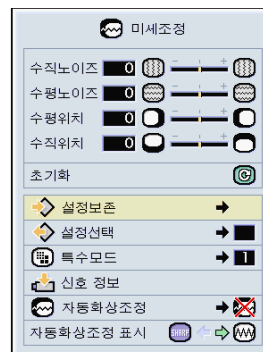 미세조정
수직노이즈 0 - +
수평노이즈 0 - +
수평위치 0 - +
수직위치 0 - +
초기화
설정보존
설정선택
특수모드 1
신호 정보
자동화상조정
자동화상조정 표시 SHARP